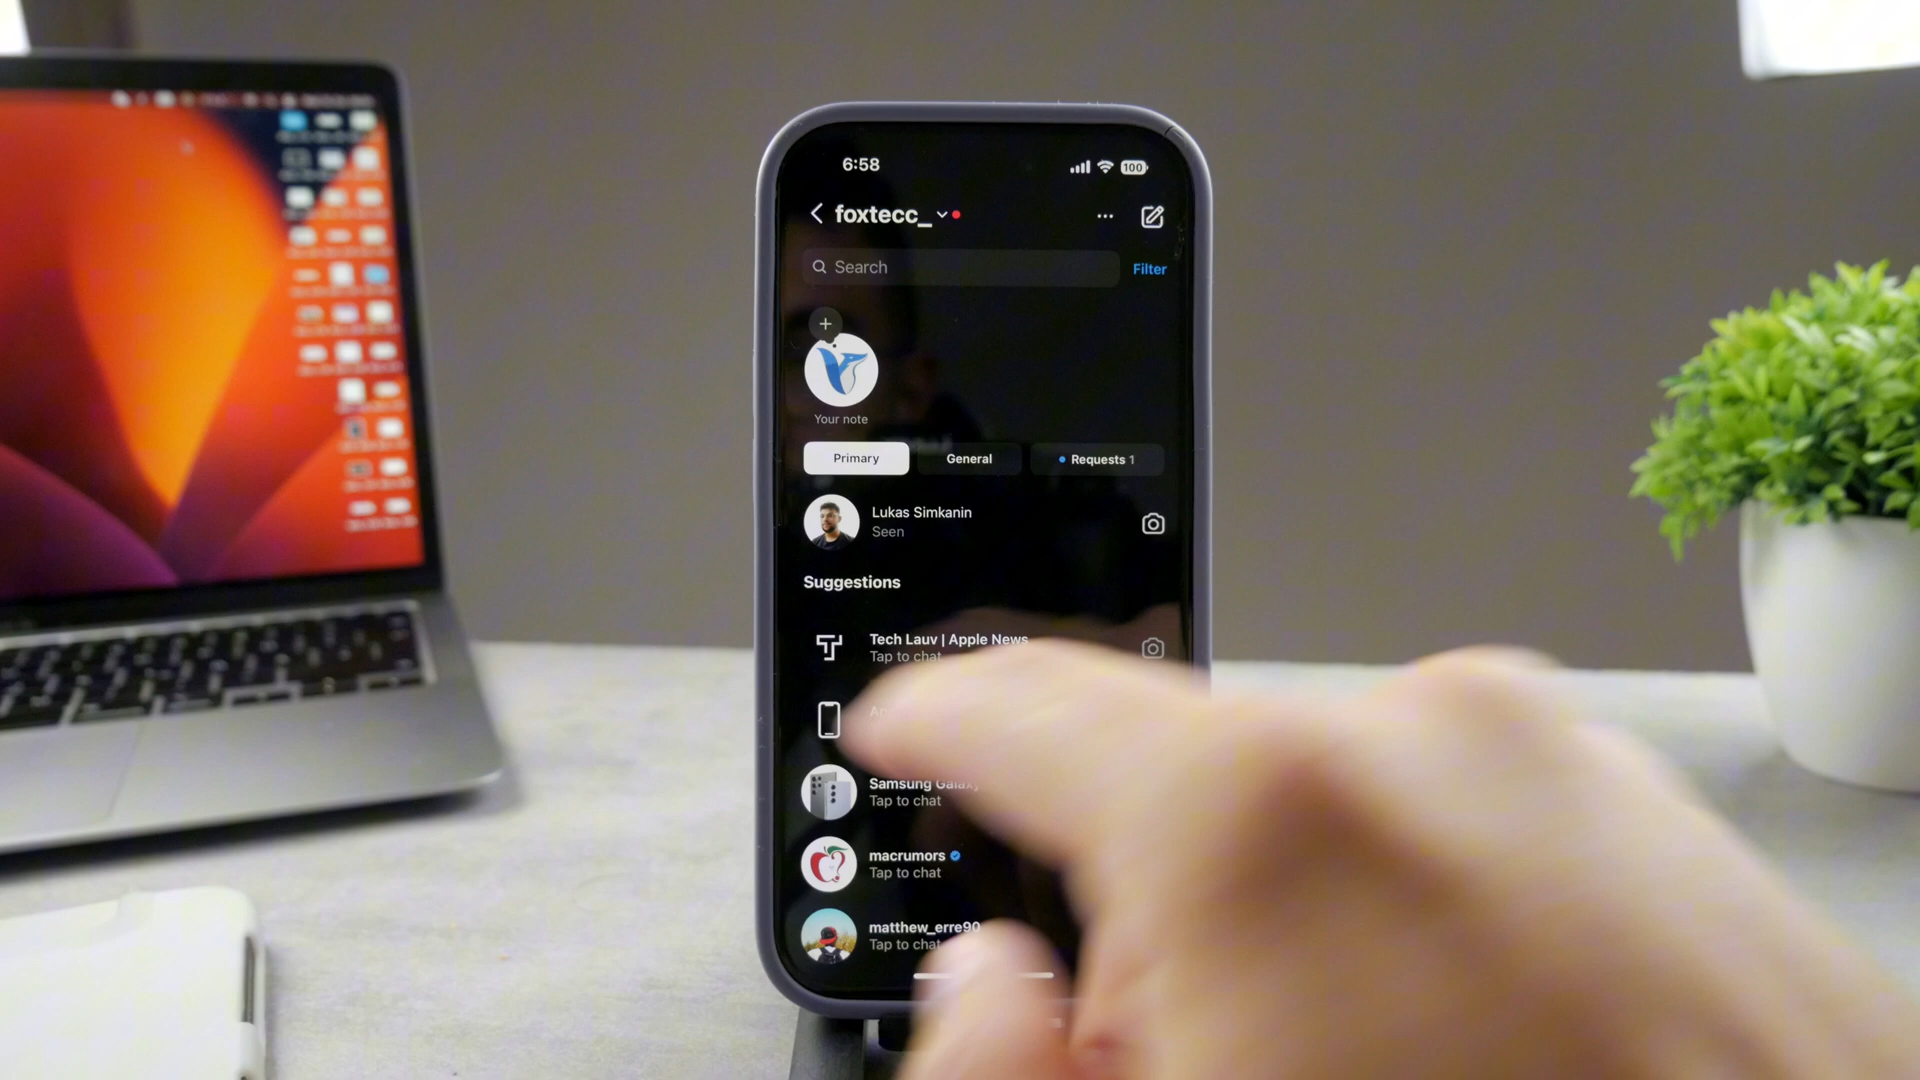 6:58
100
foxtecc_
Search
Filter
Your note
Primary
General
Requests 1
Lukas Simkanin
Seen
Suggestions
Tech Lauv | Apple News
Tap to chat
Samsung Galaxy
Tap to chat
macrumors
Tap to chat
matthew_erre90
Tap to chat